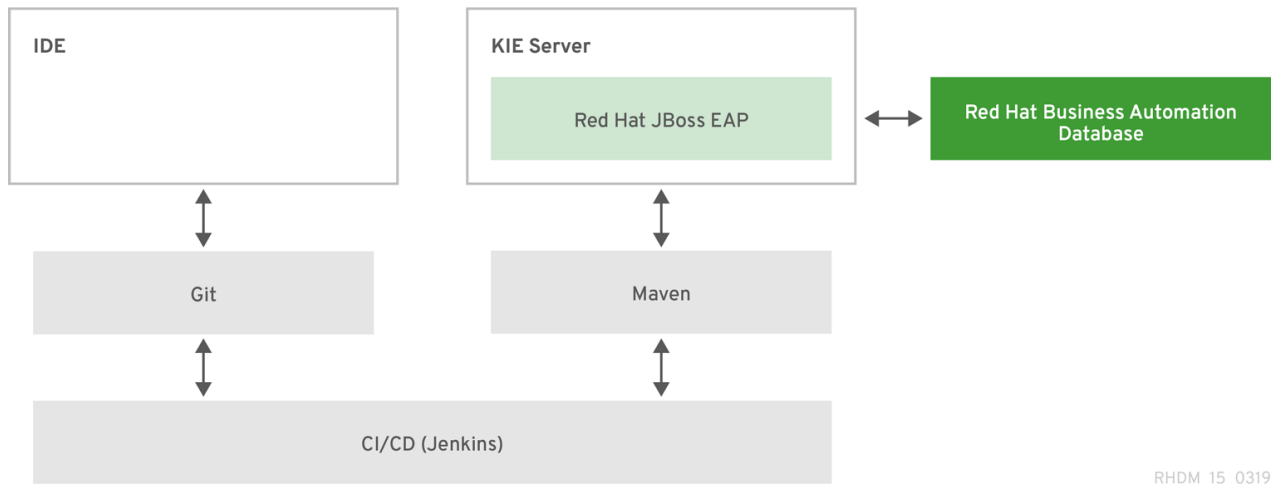 IDE
KIE Server
Red Hat JBoss EAP
Red Hat Business Automation
Database
Git
Maven
CI/CD (Jenkins)
RHDM 15 0319